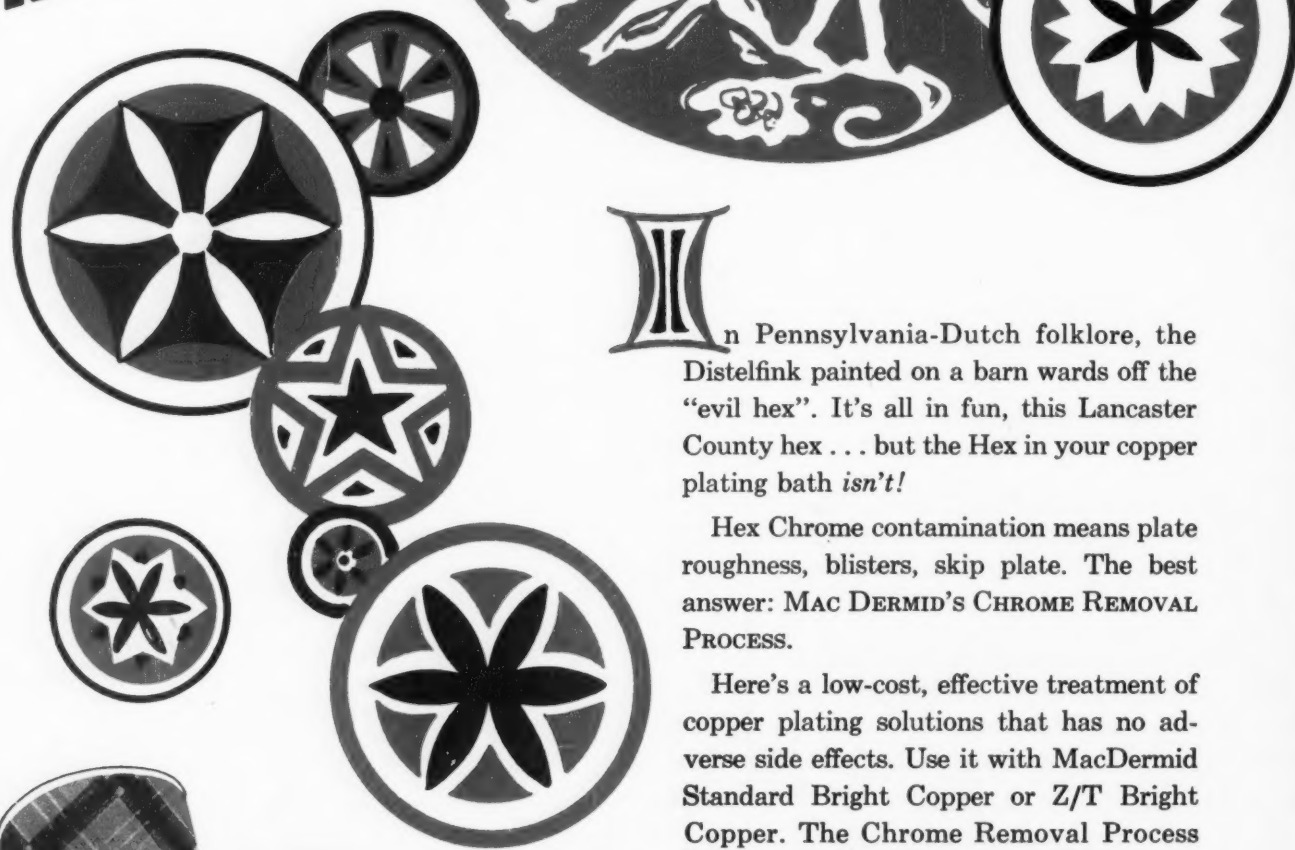 In Pennsylvania-Dutch folklore, the
Distelfink painted on a barn wards off the
"evil hex". It's all in fun, this Lancaster
County hex . . . but the Hex in your copper
plating bath isn't!
Hex Chrome contamination means plate
roughness, blisters, skip plate. The best
answer: MAC DERMID'S CHROME REMOVAL
PROCESS.
Here's a low-cost, effective treatment of
copper plating solutions that has no ad-
verse side effects. Use it with MacDermid
Standard Bright Copper or Z/T Bright
Copper. The Chrome Removal Process